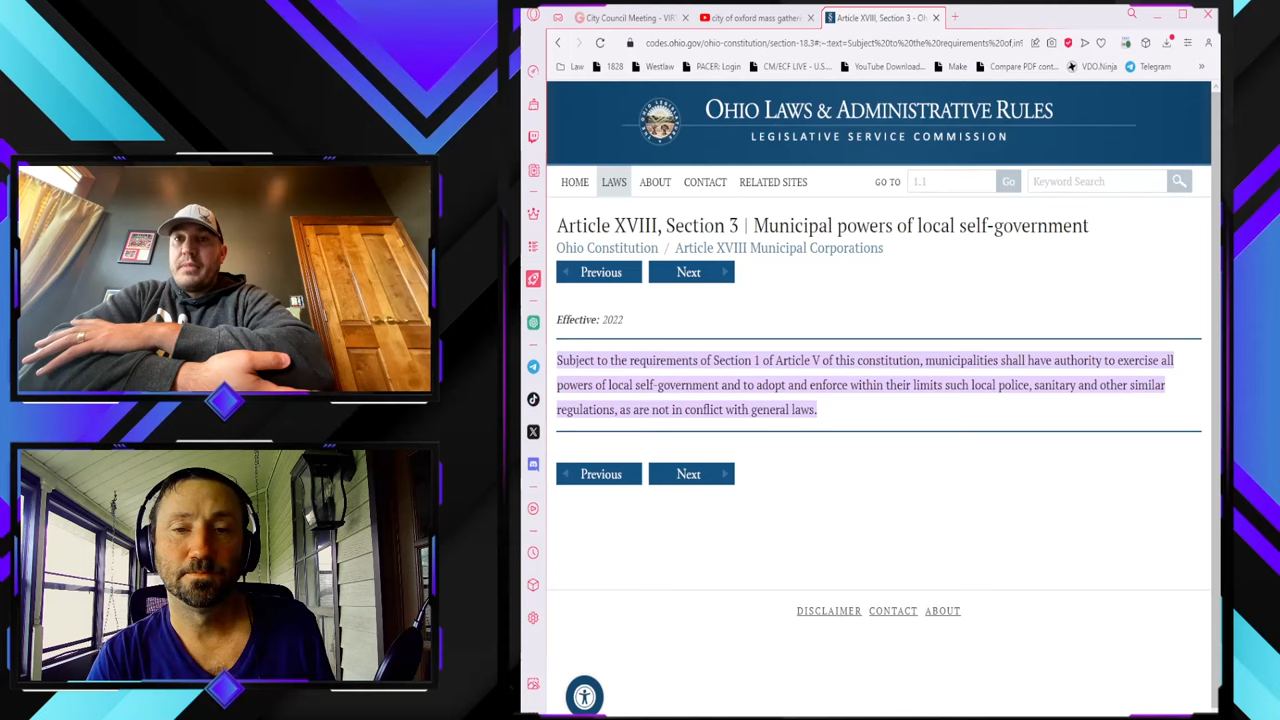 City Council Meeting - VIR
city of oxford mass gather
Article XVIII, Section 3 - Oh
codes.ohio.gov/ohio-constitution/section-18.3#:~:text=Subject%20to%20the%20requirements%20of,in
Law
1828
Westlaw
PACER: Login
CM/ECF LIVE - U.S...
YouTube Download...
Make
Compare PDF cont...
VDO.Ninja
Telegram
»
OHIO LAWS & ADMINISTRATIVE RULES
LEGISLATIVE SERVICE COMMISSION
HOME LAWS ABOUT CONTACT RELATED SITES GO TO 1.1 Go Keyword Search
Article XVIII, Section 3 | Municipal powers of local self-government
Ohio Constitution / Article XVIII Municipal Corporations
Previous Next
Effective: 2022
Subject to the requirements of Section 1 of Article V of this constitution, municipalities shall have authority to exercise all
powers of local self-government and to adopt and enforce within their limits such local police, sanitary and other similar
regulations, as are not in conflict with general laws.
Previous Next
DISCLAIMER CONTACT ABOUT